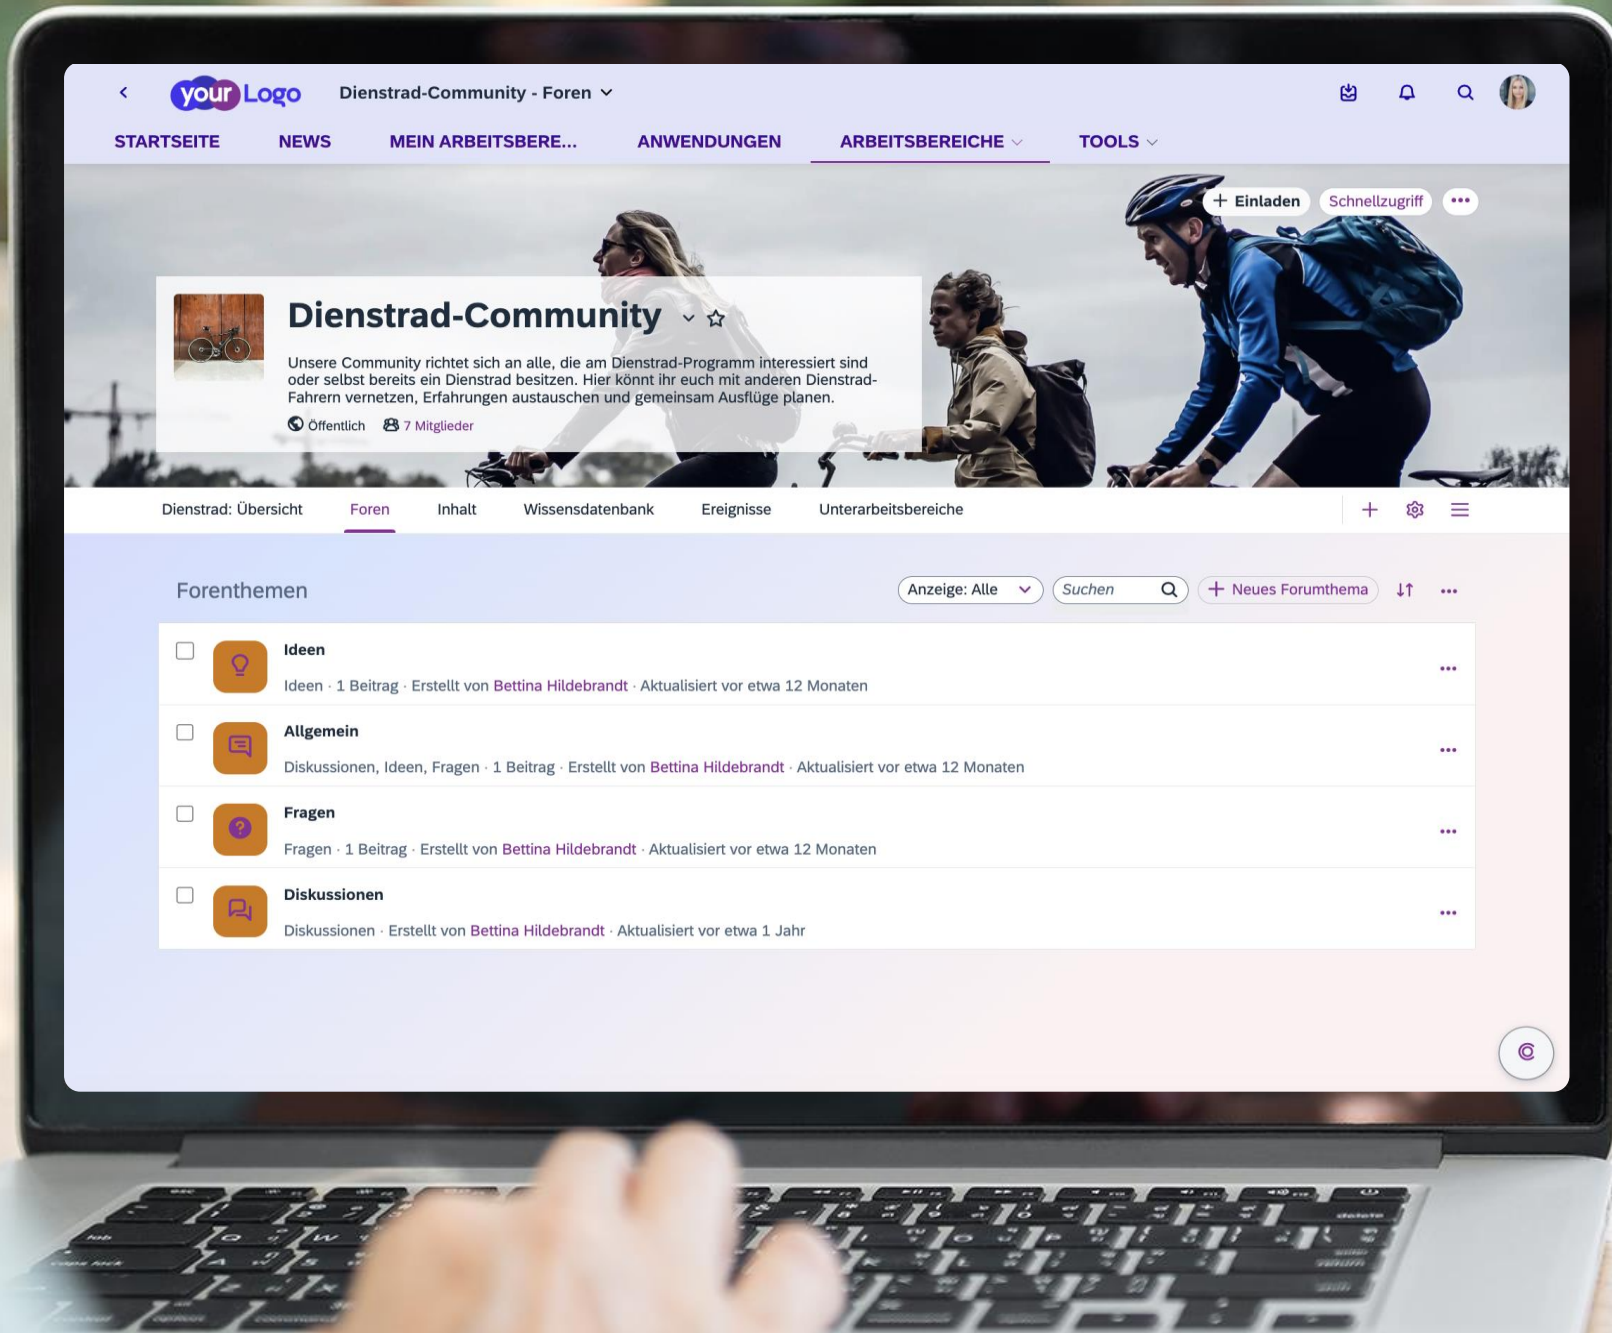 your Logo
Dienstrad-Community - Foren
STARTSEITE
NEWS
MEIN ARBEITSBERE...
ANWENDUNGEN
ARBEITSBEREICHE
TOOLS
+ Einladen
Schnellzugriff
Dienstrad-Community
Unsere Community richtet sich an alle, die am Dienstrad-Programm interessiert sind
oder selbst bereits ein Dienstrad besitzen. Hier könnt ihr euch mit anderen Dienstrad-
Fahrern vernetzen, Erfahrungen austauschen und gemeinsam Ausflüge planen.
Öffentlich
7 Mitglieder
Dienstrad: Übersicht
Foren
Inhalt
Wissensdatenbank
Ereignisse
Unterarbeitsbereiche
Forenthemen
Anzeige: Alle
Suchen
+ Neues Forumthema
Ideen
Ideen · 1 Beitrag · Erstellt von Bettina Hildebrandt · Aktualisiert vor etwa 12 Monaten
Allgemein
Diskussionen, Ideen, Fragen · 1 Beitrag · Erstellt von Bettina Hildebrandt · Aktualisiert vor etwa 12 Monaten
Fragen
Fragen · 1 Beitrag · Erstellt von Bettina Hildebrandt · Aktualisiert vor etwa 12 Monaten
Diskussionen
Diskussionen · Erstellt von Bettina Hildebrandt · Aktualisiert vor etwa 1 Jahr
esc
delete
tab
caps lock